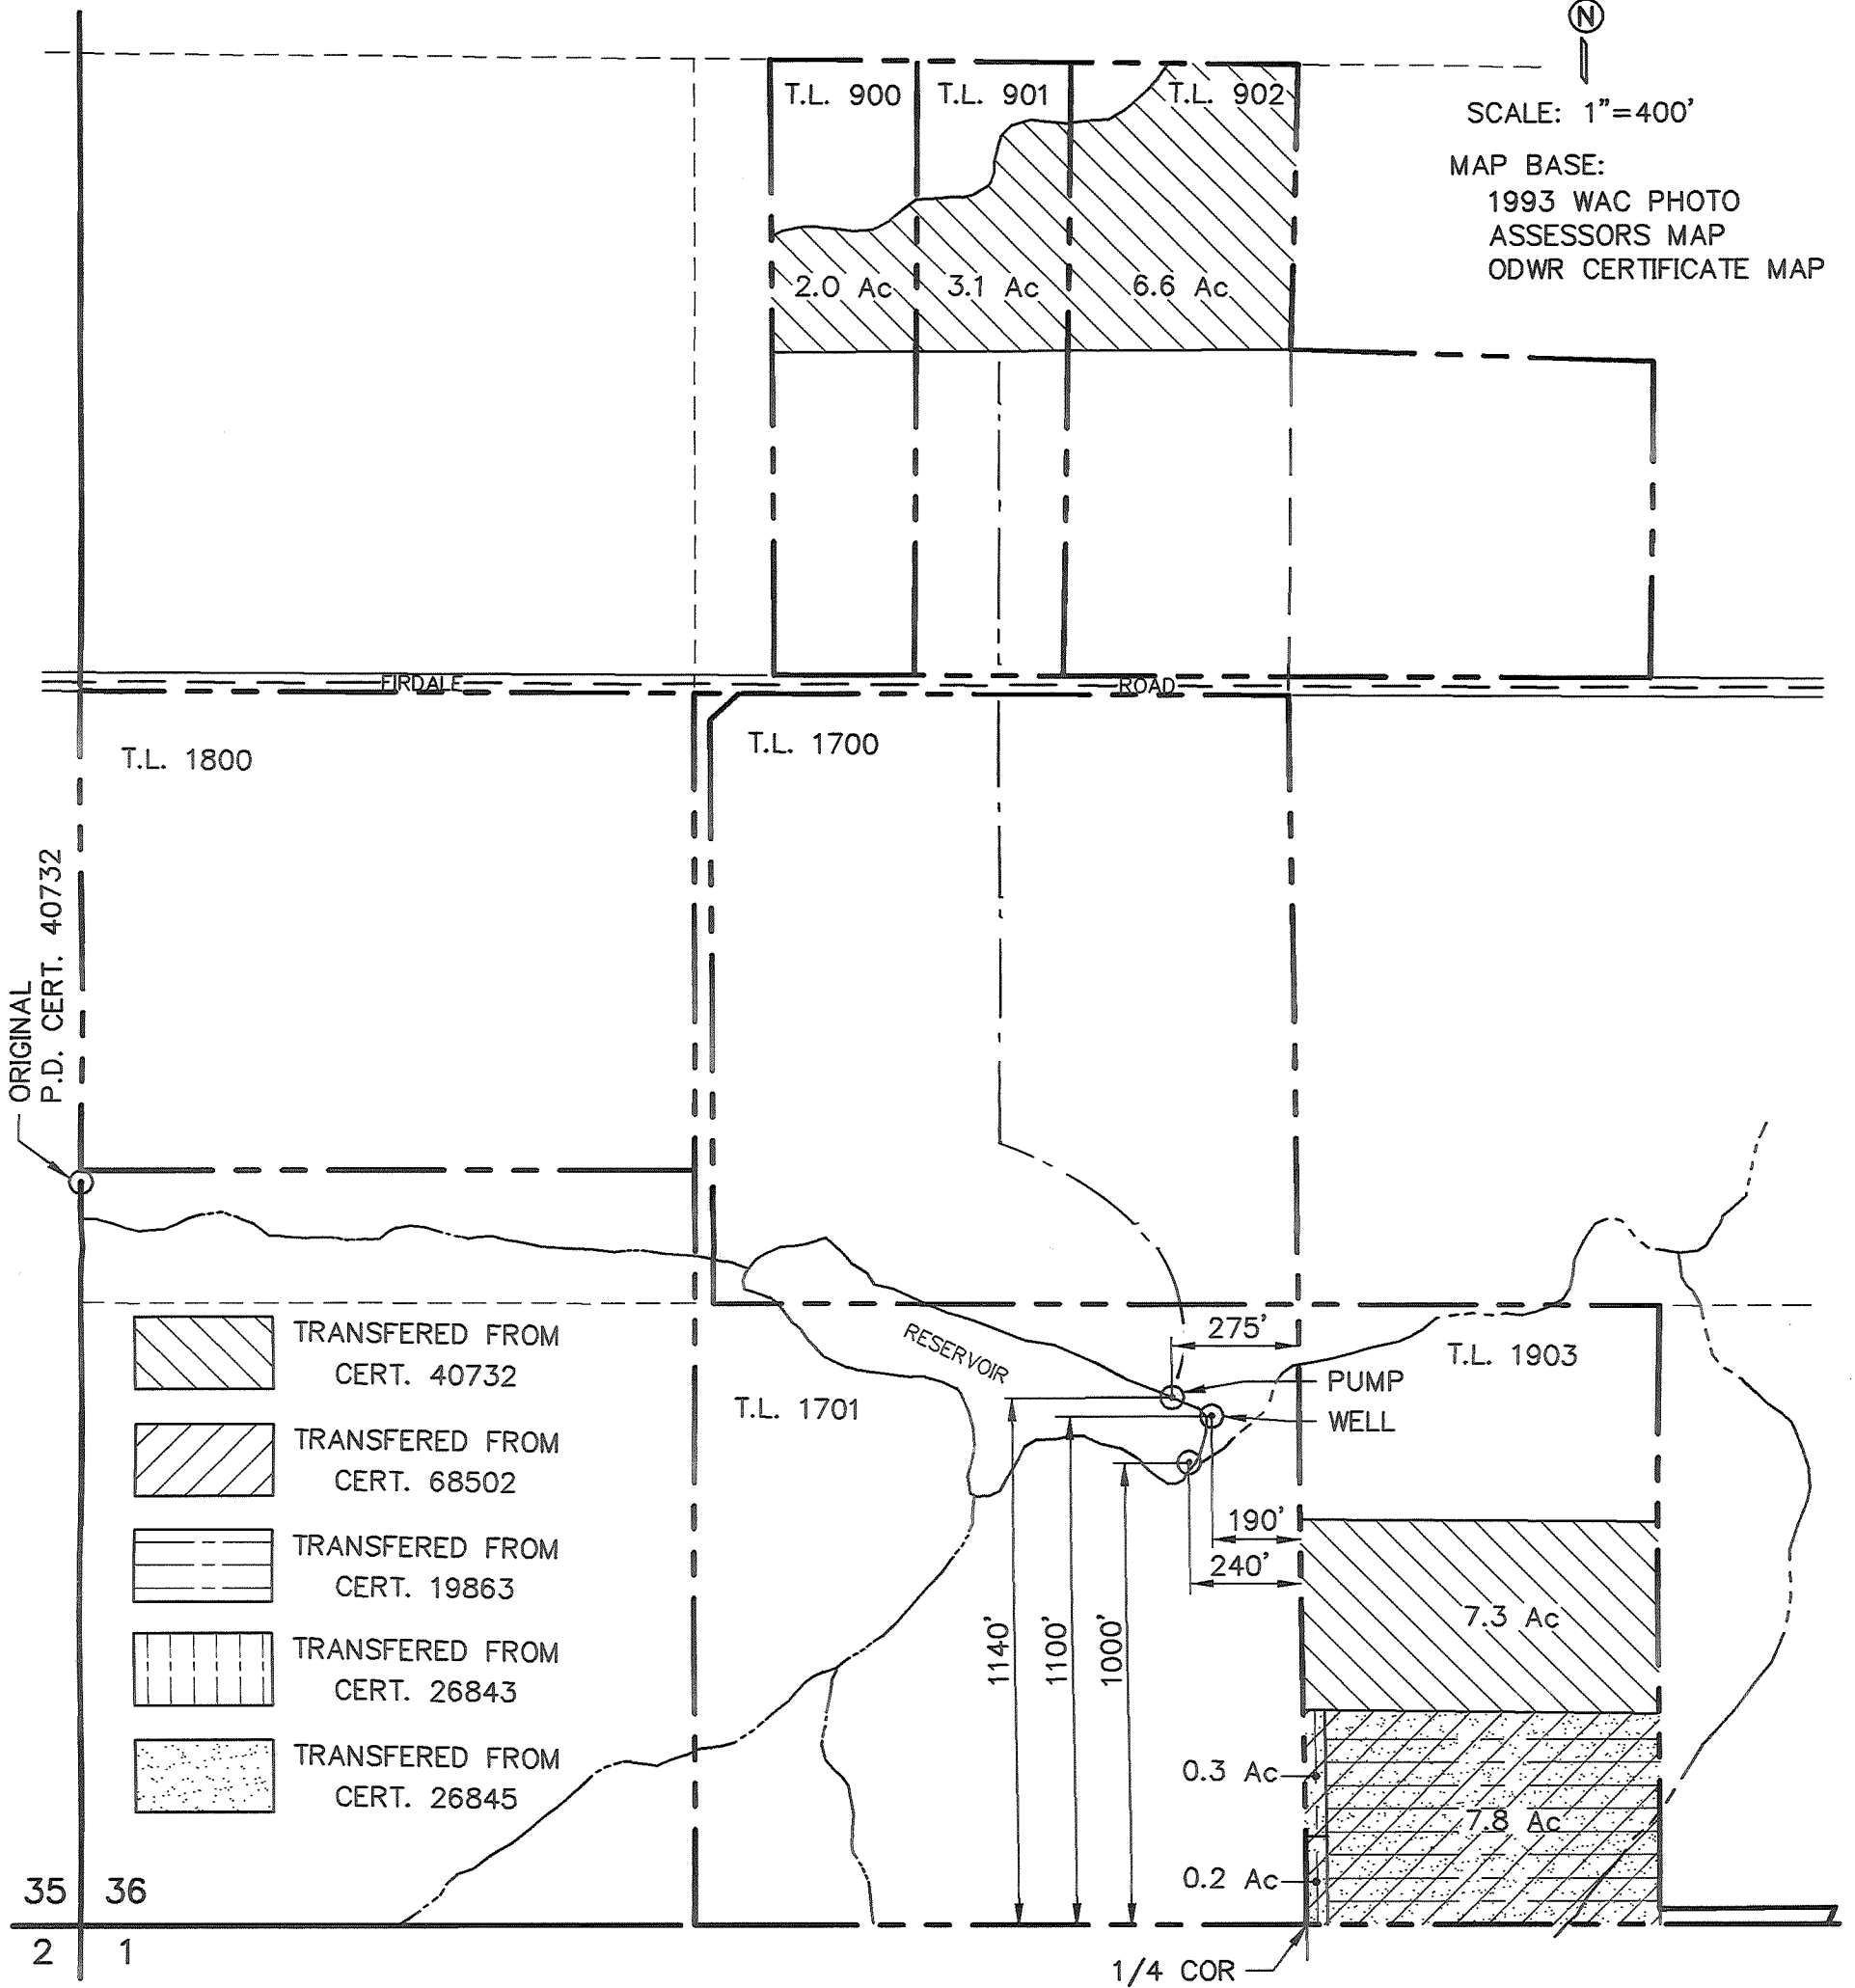 N
SCALE: 1"=400'
MAP BASE:
1993 WAC PHOTO
ASSESSORS MAP
ODWR CERTIFICATE MAP
T.L. 900
T.L. 901
T.L. 902
2.0 Ac
3.1 Ac
6.6 Ac
FIRDALE
ROAD
T.L. 1800
T.L. 1700
ORIGINAL
P.D. CERT. 40732
TRANSFERED FROM
CERT. 40732
TRANSFERED FROM
CERT. 68502
TRANSFERED FROM
CERT. 19863
TRANSFERED FROM
CERT. 26843
TRANSFERED FROM
CERT. 26845
RESERVOIR
T.L. 1701
275'
T.L. 1903
PUMP
WELL
190'
240'
1140'
1100'
1000'
7.3 Ac
0.3 Ac
7.8 Ac
0.2 Ac
35
36
2
1
1/4 COR